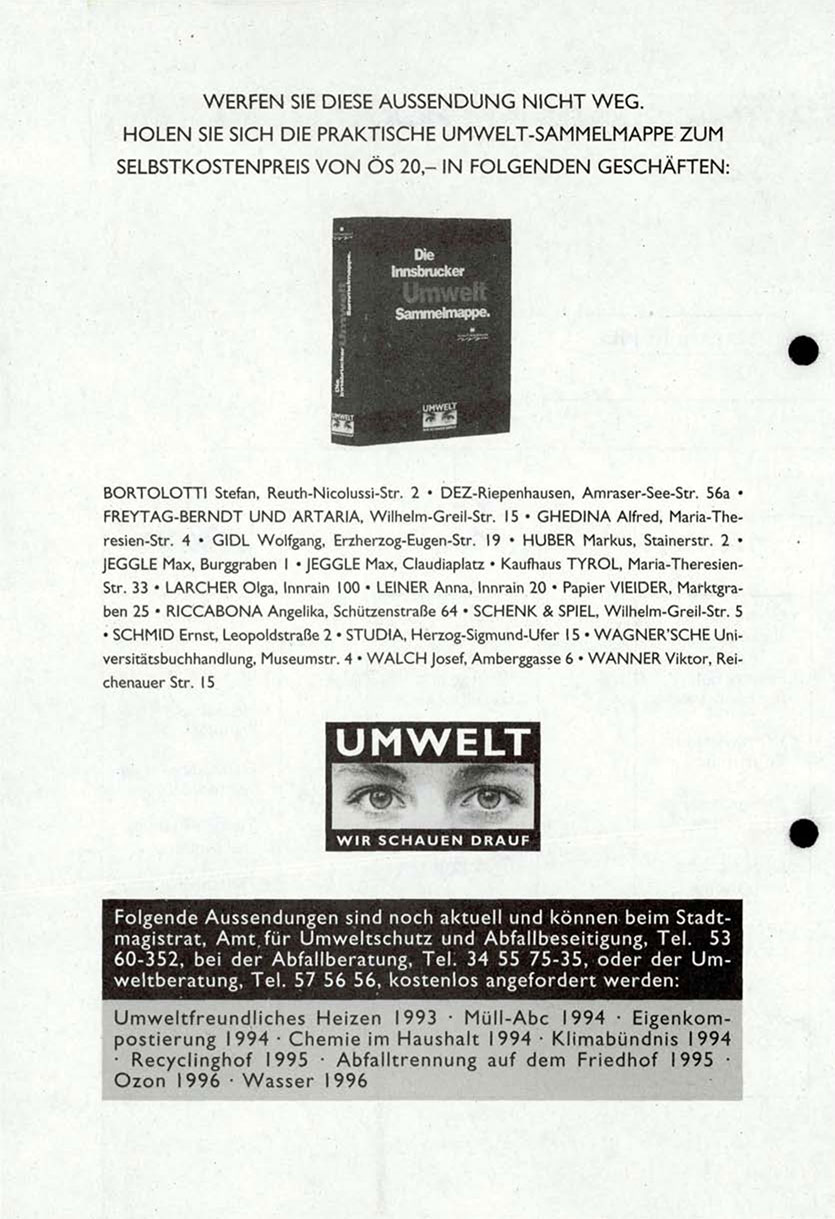 WERFEN SIE DIESE AUSSENDUNG NICHT WEG.
HOLEN SIE SICH DIE PRAKTISCHE UMWELT-SAMMELMAPPE ZUM
SELBSTKOSTENPREIS VON ÖS 20,– IN FOLGENDEN GESCHÄFTEN:
Die
Innsbrucker
Umwelt
Sammelmappe.
Die
Innsbrucker Umwelt Sammelmappe.
UMWELT
UMWELT
BORTOLOTTI Stefan, Reuth-Nicolussi-Str. 2 • DEZ-Riepenhausen, Amraser-See-Str. 56a •
FREYTAG-BERNDT UND ARTARIA, Wilhelm-Greil-Str. 15 • GHEDINA Alfred, Maria-The-
resien-Str. 4 • GIDL Wolfgang, Erzherzog-Eugen-Str. 19 • HUBER Markus, Stainerstr. 2 •
JEGGLE Max, Burggraben 1 • JEGGLE Max, Claudiaplatz • Kaufhaus TYROL, Maria-Theresien-
Str. 33 • LARCHER Olga, Innrain 100 • LEINER Anna, Innrain 20 • Papier VIEIDER, Marktgra-
ben 25 • RICCABONA Angelika, Schützenstraße 64 • SCHENK & SPIEL, Wilhelm-Greil-Str. 5
• SCHMID Ernst, Leopoldstraße 2 • STUDIA, Herzog-Sigmund-Ufer 15 • WAGNER'SCHE Uni-
versitätsbuchhandlung, Museumstr. 4 • WALCH Josef, Amberggasse 6 • WANNER Viktor, Rei-
chenauer Str. 15
UMWELT
WIR SCHAUEN DRAUF
Folgende Aussendungen sind noch aktuell und können beim Stadt-
magistrat, Amt für Umweltschutz und Abfallbeseitigung, Tel. 53
60-352, bei der Abfallberatung, Tel. 34 55 75-35, oder der Um-
weltberatung, Tel. 57 56 56, kostenlos angefordert werden:
Umweltfreundliches Heizen 1993 · Müll-Abc 1994 · Eigenkom-
postierung 1994 · Chemie im Haushalt 1994 · Klimabündnis 1994
· Recyclinghof 1995 · Abfalltrennung auf dem Friedhof 1995 ·
Ozon 1996 · Wasser 1996